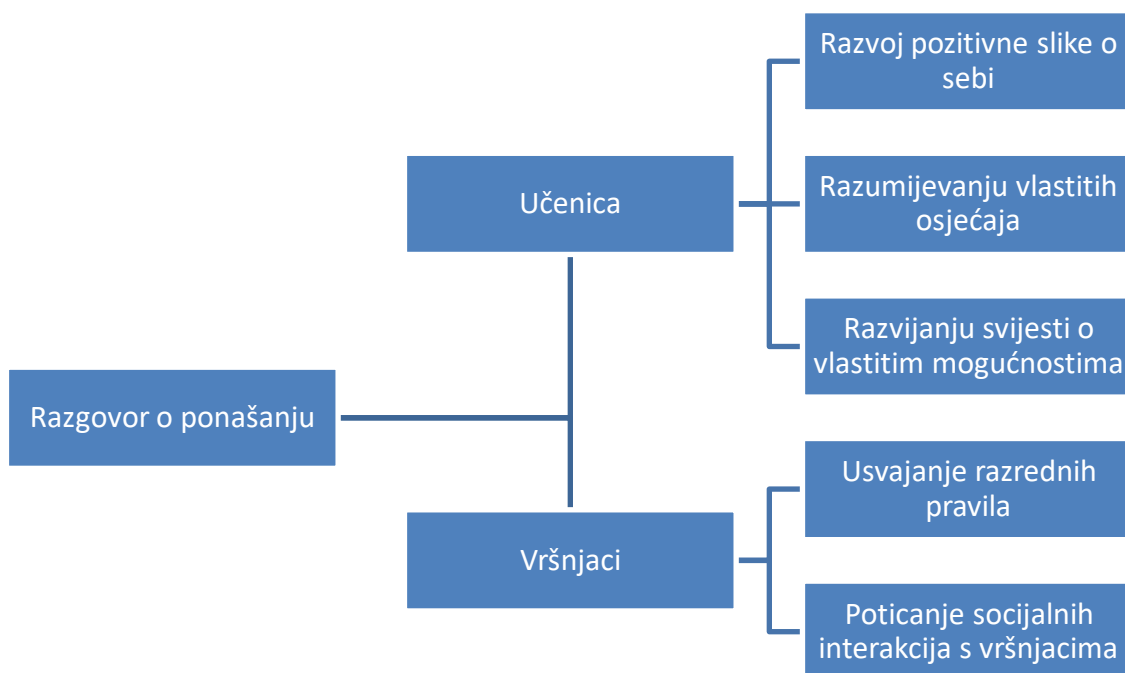 Razvoj pozitivne slike o
sebi
Učenica
Razumijevanju vlastitih
osjećaja
Razvijanju svijesti o
vlastitim mogućnostima
Razgovor o ponašanju
Usvajanje razrednih
pravila
Vršnjaci
Poticanje socijalnih
interakcija s vršnjacima